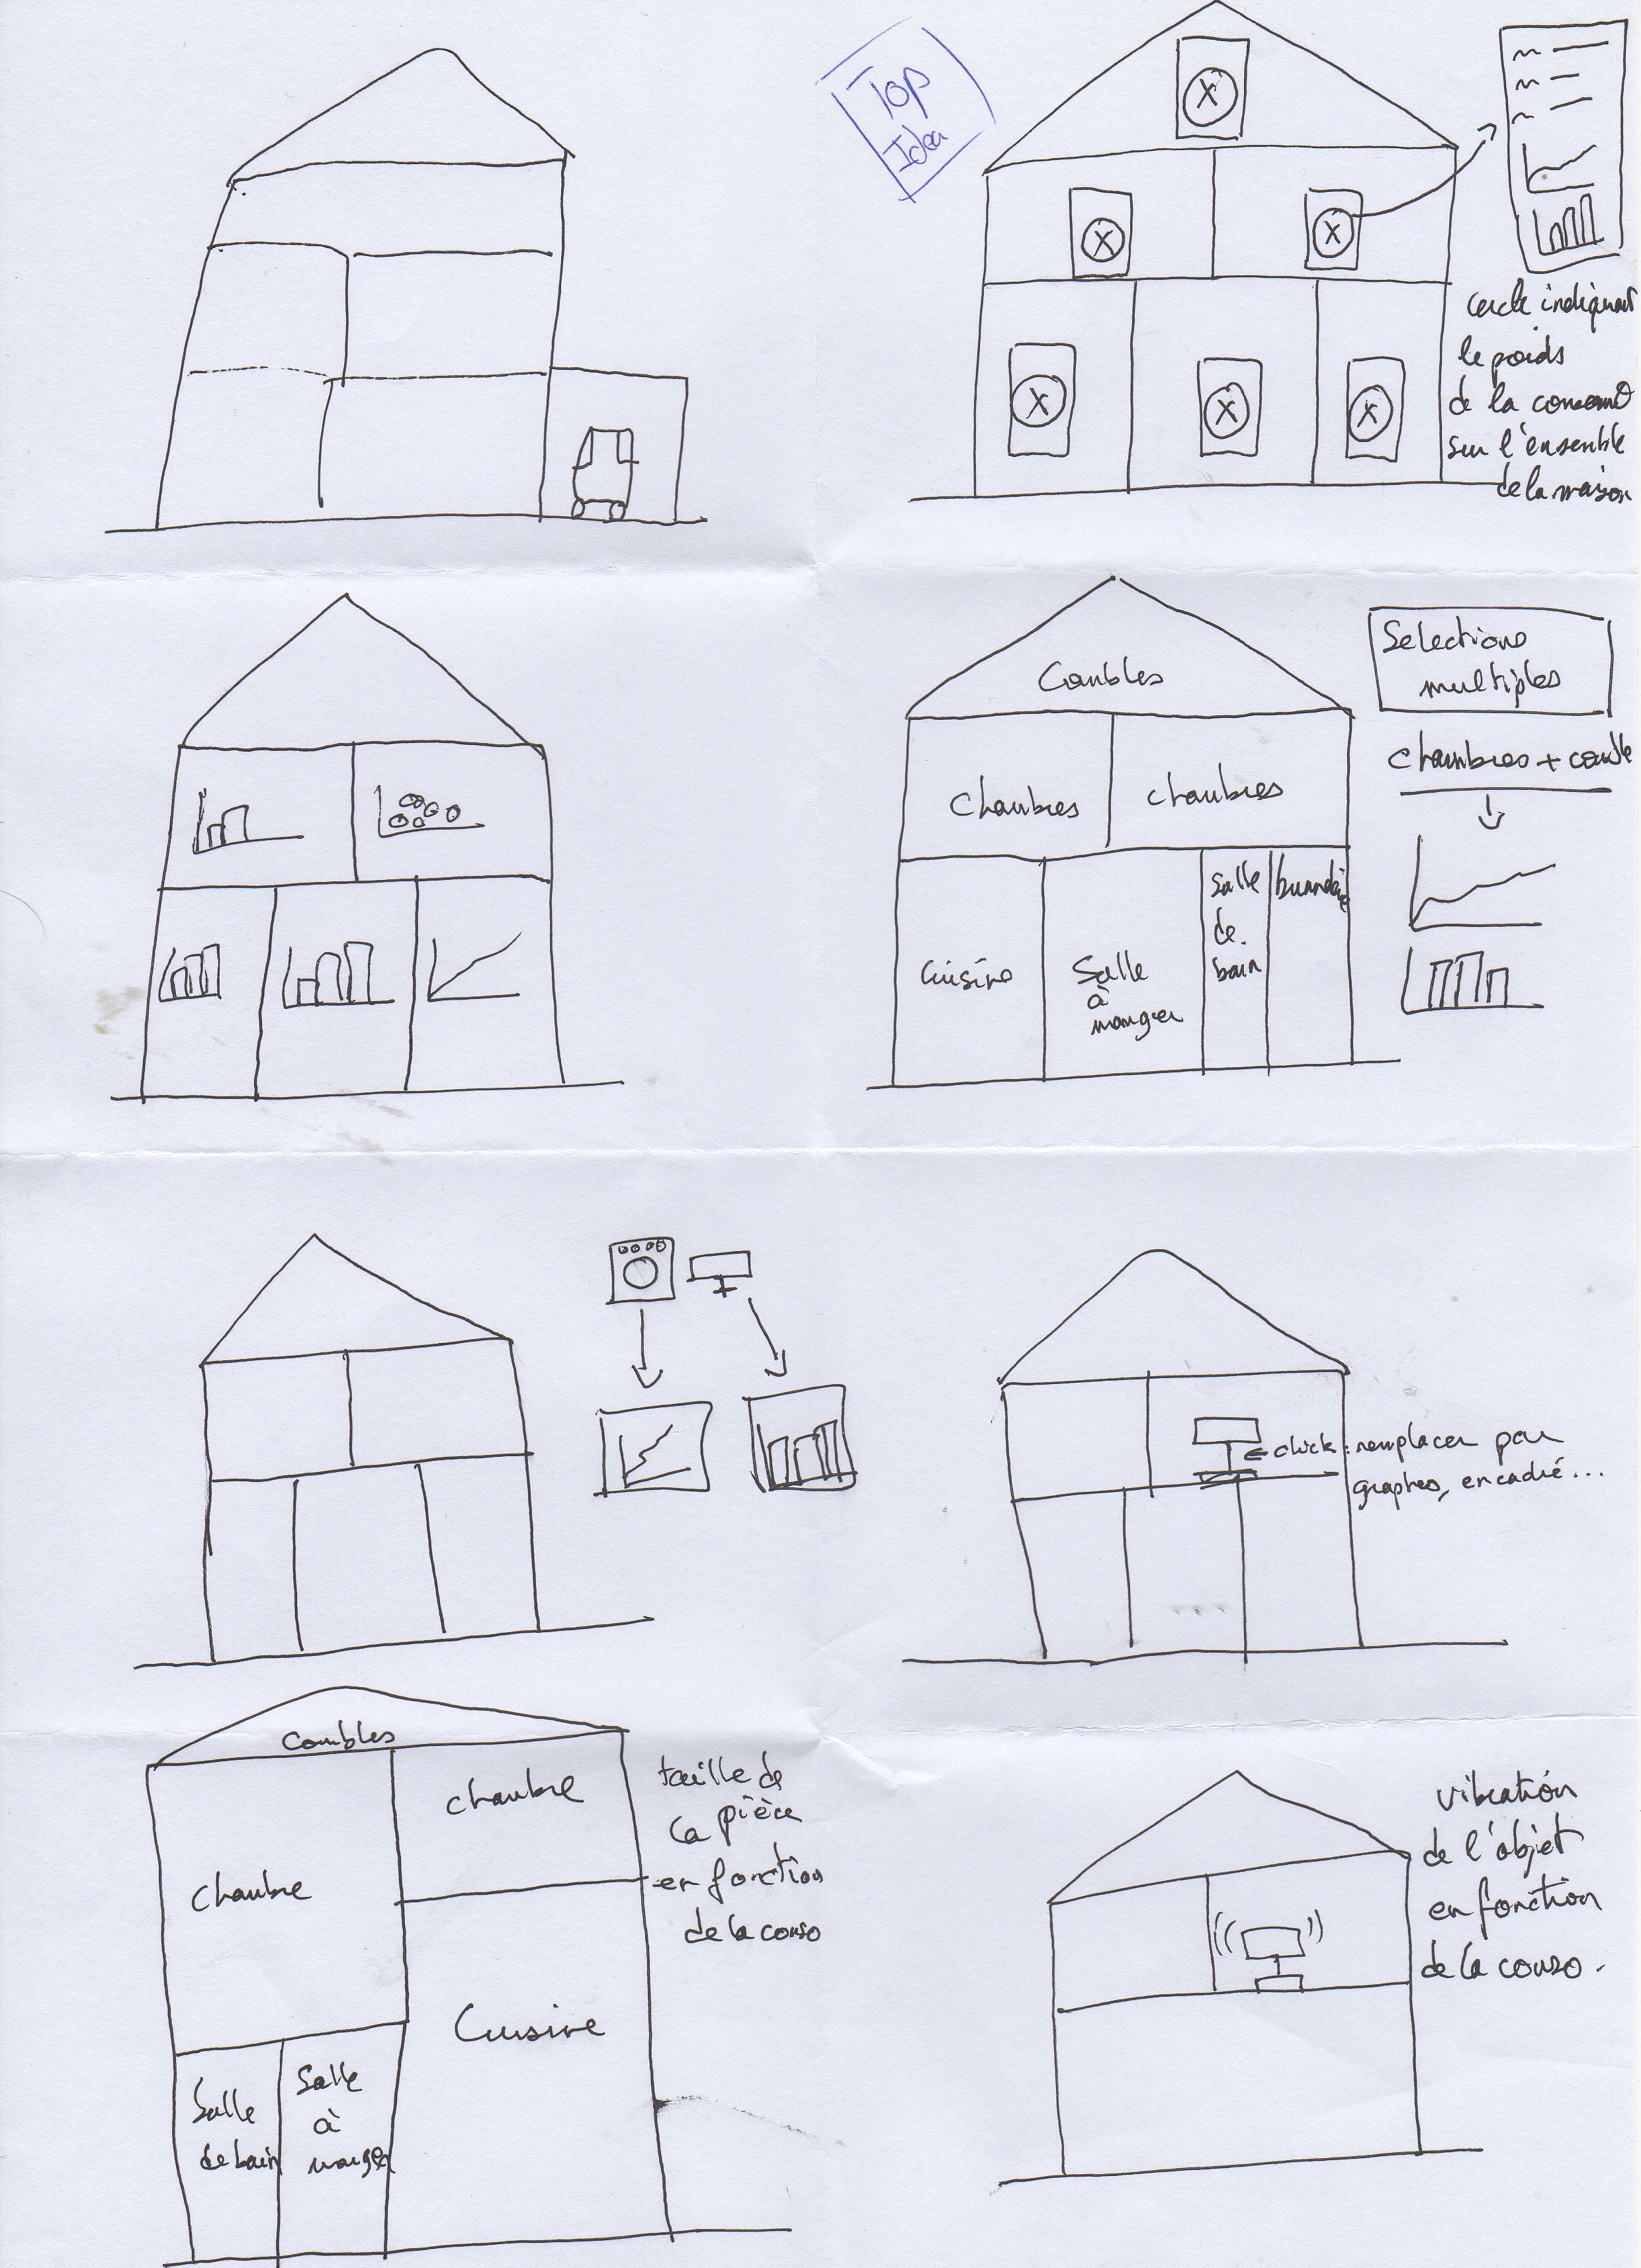 Top
Idea
X
X
X
X
X
X
cercle indiquant
le poids
de la consom°
sur l'ensemble
de la maison
Combles
Chambres
chambres
Cuisine
Salle
à
manger
salle
de
bain
buanderie
Selections
multiples
Chambres + comble
click : remplacer par
graphes, encadré...
Combles
chambre
Chambre
Cuisine
Salle
de bain
Salle
à
manger
taille de
la pièce
en fonction
de la conso
vibration
de l'objet
en fonction
de la conso.